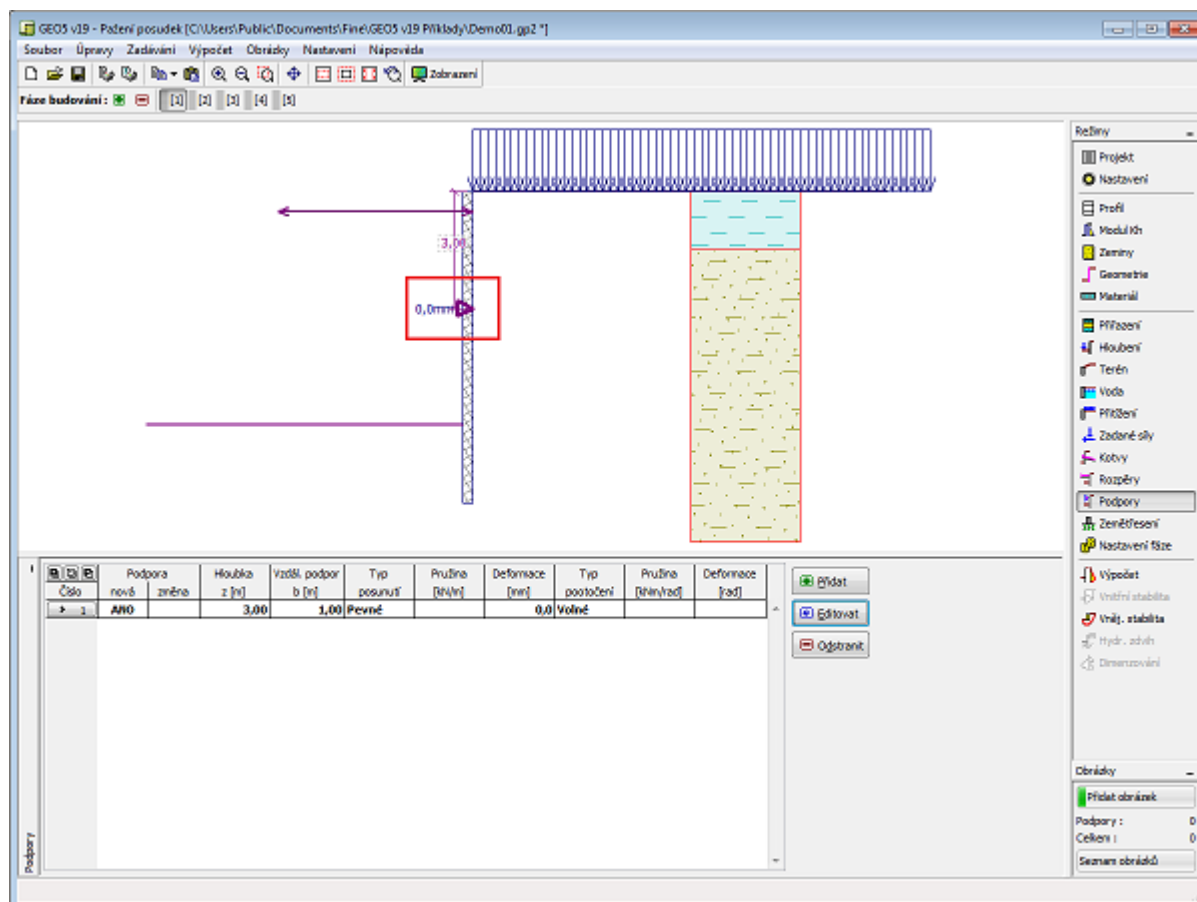 GEO5 v19 - Pažení posudek [C:\Users\Public\Documents\Fine\GEO5 v19 Příklady\Demo01.gp2 *]
Soubor Úpravy Zadávání Výpočet Obrázky Nastavení Nápověda
Zobrazení
Fáze budování : [1] [2] [3] [4] [5]
3,00
0,0mm
Režimy
Projekt
Nastavení
Profil
Modul Kh
Zeminy
Geometrie
Materiál
Přiřazení
Hloubení
Terén
Voda
Přitížení
Zadané síly
Kotvy
Rozpěry
Podpory
Zemětřesení
Nastavení fáze
Výpočet
Vnitřní stabilita
Vněj. stabilita
Hydr. zdvih
Dimenzování
Podpora Hloubka Vzdál. podpor Typ Pružina Deformace Typ Pružina Deformace
Číslo nová změna z [m] b [m] posunutí [kN/m] [mm] pootočení [kNm/rad] [rad]
1 ANO 3,00 1,00 Pevné 0,0 Volné
Přidat
Editovat
Odstranit
Podpory
Obrázky
Přidat obrázek
Podpory : 0
Celkem : 0
Seznam obrázků